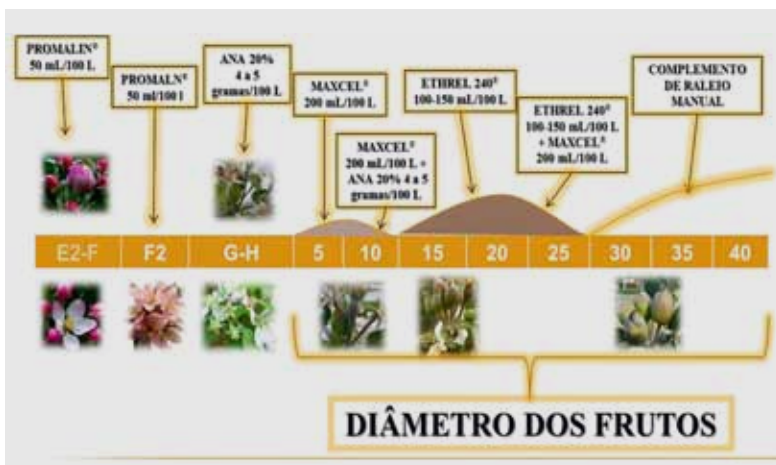 PROMALIN®
50 mL/100 L
PROMALN®
50 ml/100 l
ANA 20%
4 a 5
gramas/100 L
MAXCEL®
200 mL/100 L
MAXCEL®
200 mL/100 L +
ANA 20% 4 a 5
gramas/100 L
ETHREL 240®
100-150 mL/100 L
ETHREL 240®
100-150 mL/100 L
+ MAXCEL®
200 mL/100 L
COMPLEMENTO
DE RALEIO
MANUAL
E2-F F2 G-H 5 10 15 20 25 30 35 40
DIÂMETRO DOS FRUTOS